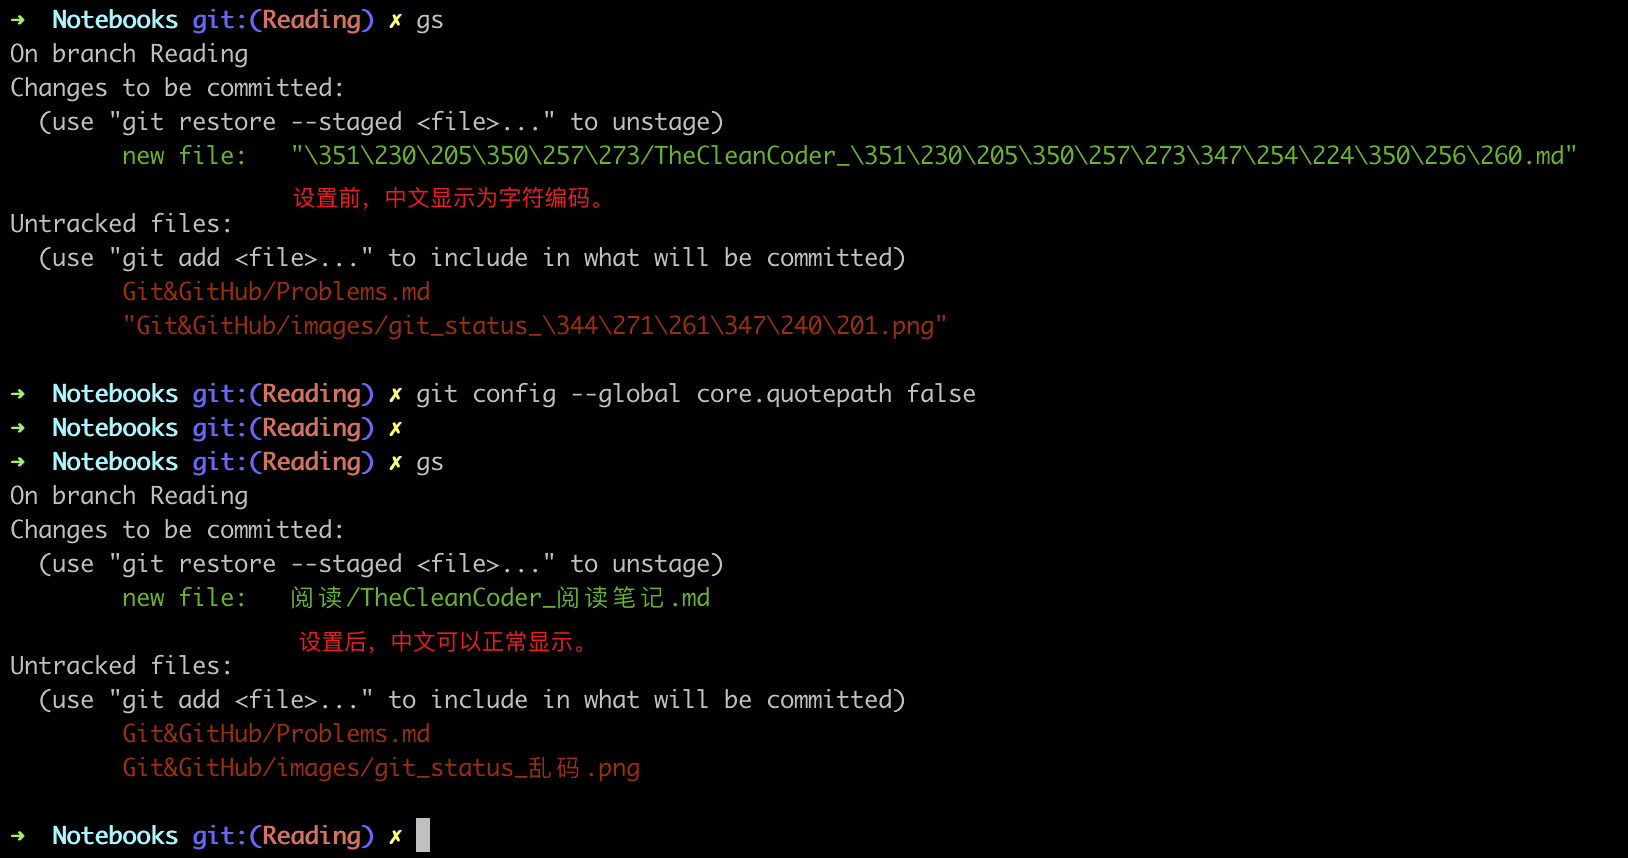 ➜  Notebooks git:(Reading) ✗ gs
On branch Reading
Changes to be committed:
  (use "git restore --staged <file>..." to unstage)
        new file:   "\351\230\205\350\257\273/TheCleanCoder_\351\230\205\350\257\273\347\254\224\350\256\260.md"
设置前，中文显示为字符编码。
Untracked files:
  (use "git add <file>..." to include in what will be committed)
        Git&GitHub/Problems.md
        "Git&GitHub/images/git_status_\344\271\261\347\240\201.png"
➜  Notebooks git:(Reading) ✗ git config --global core.quotepath false
➜  Notebooks git:(Reading) ✗
➜  Notebooks git:(Reading) ✗ gs
On branch Reading
Changes to be committed:
  (use "git restore --staged <file>..." to unstage)
        new file:   阅读/TheCleanCoder_阅读笔记.md
设置后，中文可以正常显示。
Untracked files:
  (use "git add <file>..." to include in what will be committed)
        Git&GitHub/Problems.md
        Git&GitHub/images/git_status_乱码.png
➜  Notebooks git:(Reading) ✗